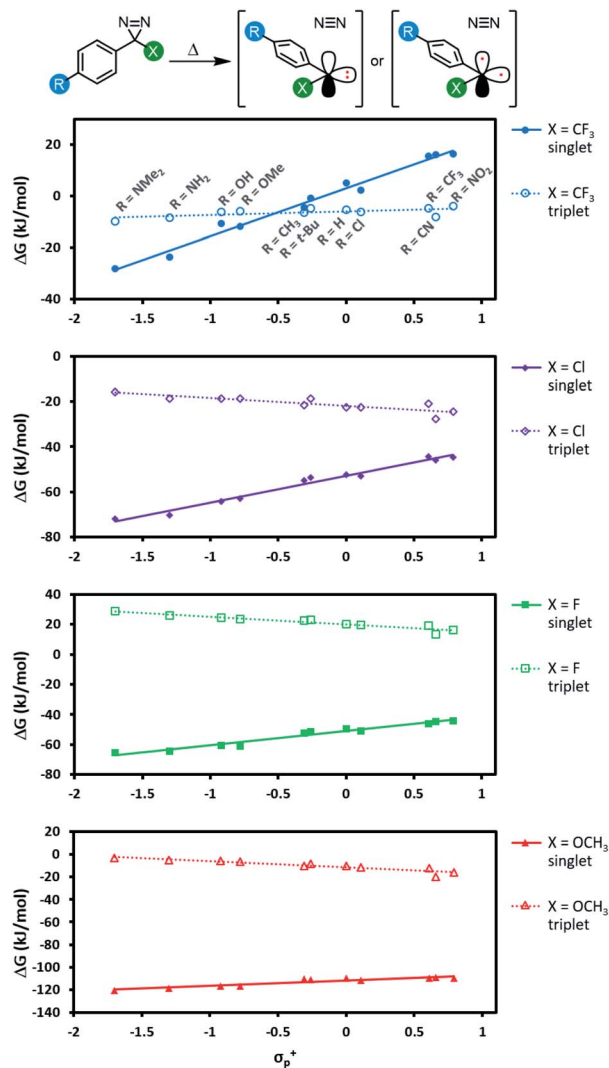 N=N
R
X
Δ
R
X
N≡N
or
R
X
N≡N
ΔG (kJ/mol)
20
0
-20
-40
-2
-1.5
-1
-0.5
0
0.5
1
R = NMe₂
R = NH₂
R = OH
R = OMe
R = CH₃
R = t-Bu
R = H
R = Cl
R = CN
R = CF₃
R = NO₂
X = CF₃
singlet
X = CF₃
triplet
ΔG (kJ/mol)
0
-20
-40
-60
-80
-2
-1.5
-1
-0.5
0
0.5
1
X = Cl
singlet
X = Cl
triplet
ΔG (kJ/mol)
40
20
0
-20
-40
-60
-80
-2
-1.5
-1
-0.5
0
0.5
1
X = F
singlet
X = F
triplet
ΔG (kJ/mol)
20
0
-20
-40
-60
-80
-100
-120
-140
-2
-1.5
-1
-0.5
0
0.5
1
X = OCH₃
singlet
X = OCH₃
triplet
σₚ⁺